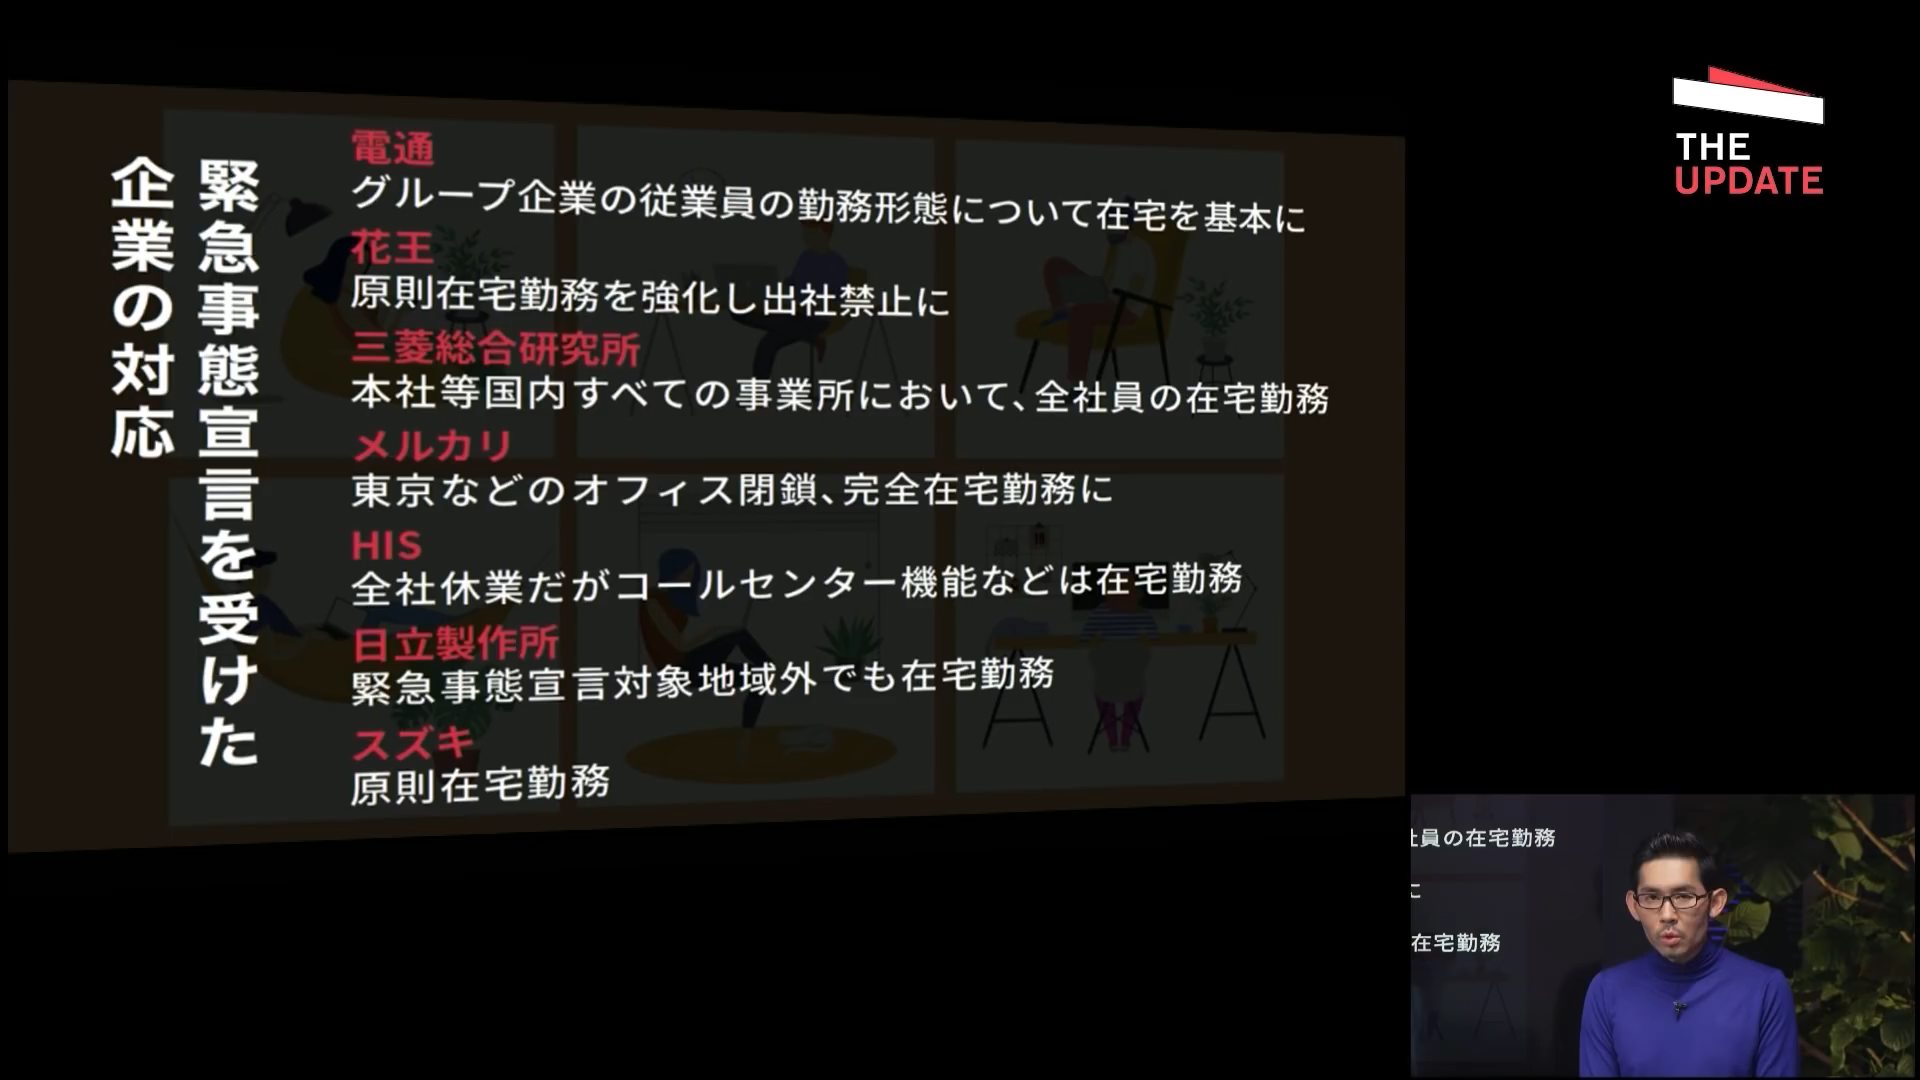 緊急事態宣言を受けた
企業の対応
電通
グループ企業の従業員の勤務形態について在宅を基本に
花王
原則在宅勤務を強化し出社禁止に
三菱総合研究所
本社等国内すべての事業所において、全社員の在宅勤務
メルカリ
東京などのオフィス閉鎖、完全在宅勤務に
HIS
全社休業だがコールセンター機能などは在宅勤務
日立製作所
緊急事態宣言対象地域外でも在宅勤務
スズキ
原則在宅勤務
THE
UPDATE
社員の在宅勤務
に
在宅勤務